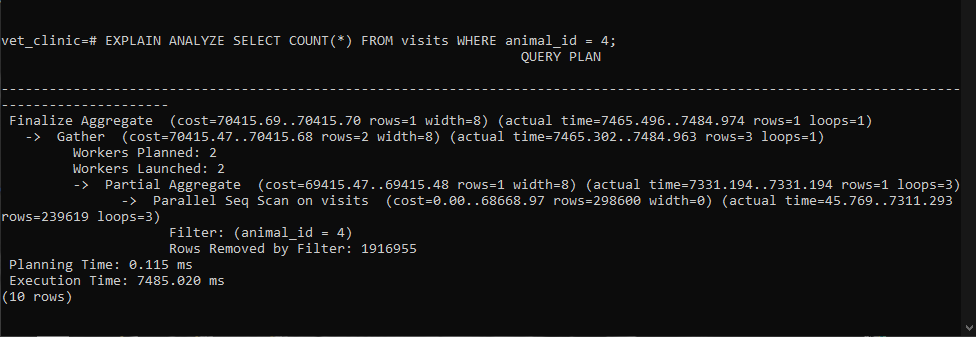 vet_clinic=# EXPLAIN ANALYZE SELECT COUNT(*) FROM visits WHERE animal_id = 4;
QUERY PLAN
------------------------------------------------------------------------------------------------------------------------
---------------------
Finalize Aggregate  (cost=70415.69..70415.70 rows=1 width=8) (actual time=7465.496..7484.974 rows=1 loops=1)
->  Gather  (cost=70415.47..70415.68 rows=2 width=8) (actual time=7465.302..7484.963 rows=3 loops=1)
Workers Planned: 2
Workers Launched: 2
->  Partial Aggregate  (cost=69415.47..69415.48 rows=1 width=8) (actual time=7331.194..7331.194 rows=1 loops=3)
->  Parallel Seq Scan on visits  (cost=0.00..68668.97 rows=298600 width=0) (actual time=45.769..7311.293
rows=239619 loops=3)
Filter: (animal_id = 4)
Rows Removed by Filter: 1916955
Planning Time: 0.115 ms
Execution Time: 7485.020 ms
(10 rows)